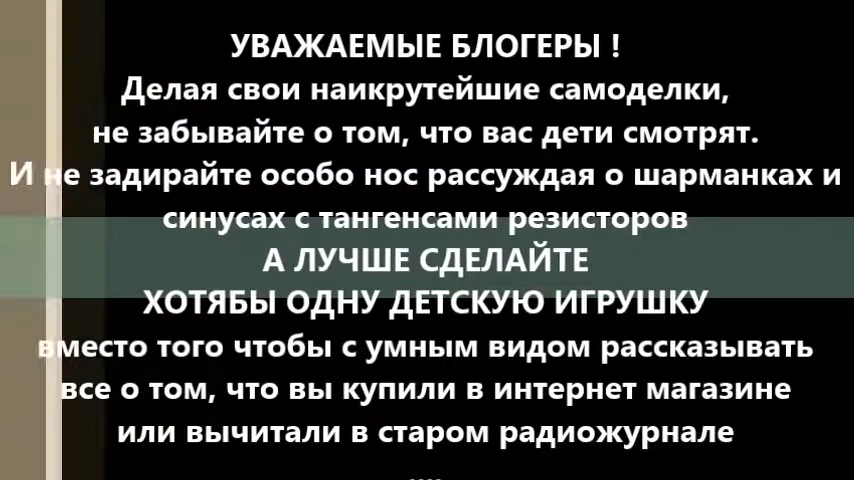 УВАЖАЕМЫЕ БЛОГЕРЫ !
Делая свои наикрутейшие самоделки,
не забывайте о том, что вас дети смотрят.
И не задирайте особо нос рассуждая о шарманках и
синусах с тангенсами резисторов
А ЛУЧШЕ СДЕЛАЙТЕ
ХОТЯБЫ ОДНУ ДЕТСКУЮ ИГРУШКУ
вместо того чтобы с умным видом рассказывать
все о том, что вы купили в интернет магазине
или вычитали в старом радиожурнале
....